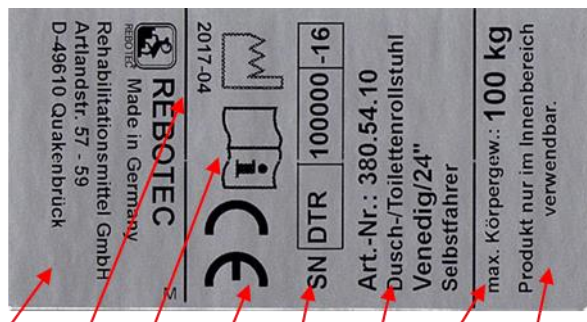 REBOTEC
REBOTEC
Made in Germany
Rehabilitationsmittel GmbH
Artlandstr. 57 - 59
D-49610 Quakenbrück
2017-04
CE
SN DTR 100000 -16
Art.-Nr.: 380.54.10
Dusch-/Toilettenrollstuhl
Venedig/24"
Selbstfahrer
max. Körpergew.: 100 kg
Produkt nur im Innenbereich
verwendbar.